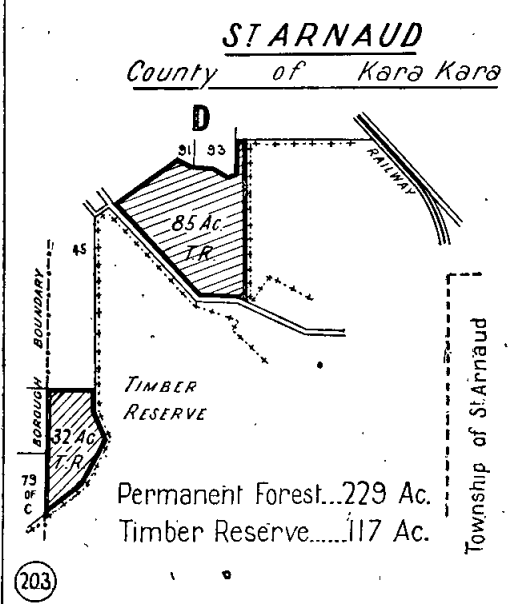 ST ARNAUD
County of Kara Kara
D
91 93
RAILWAY
85 Ac.
T.R.
45
BOROUGH BOUNDARY
TIMBER
RESERVE
32 Ac
T.R.
79
OF
C
Township of St. Arnaud
Permanent Forest...229 Ac.
Timber Reserve......117 Ac.
203